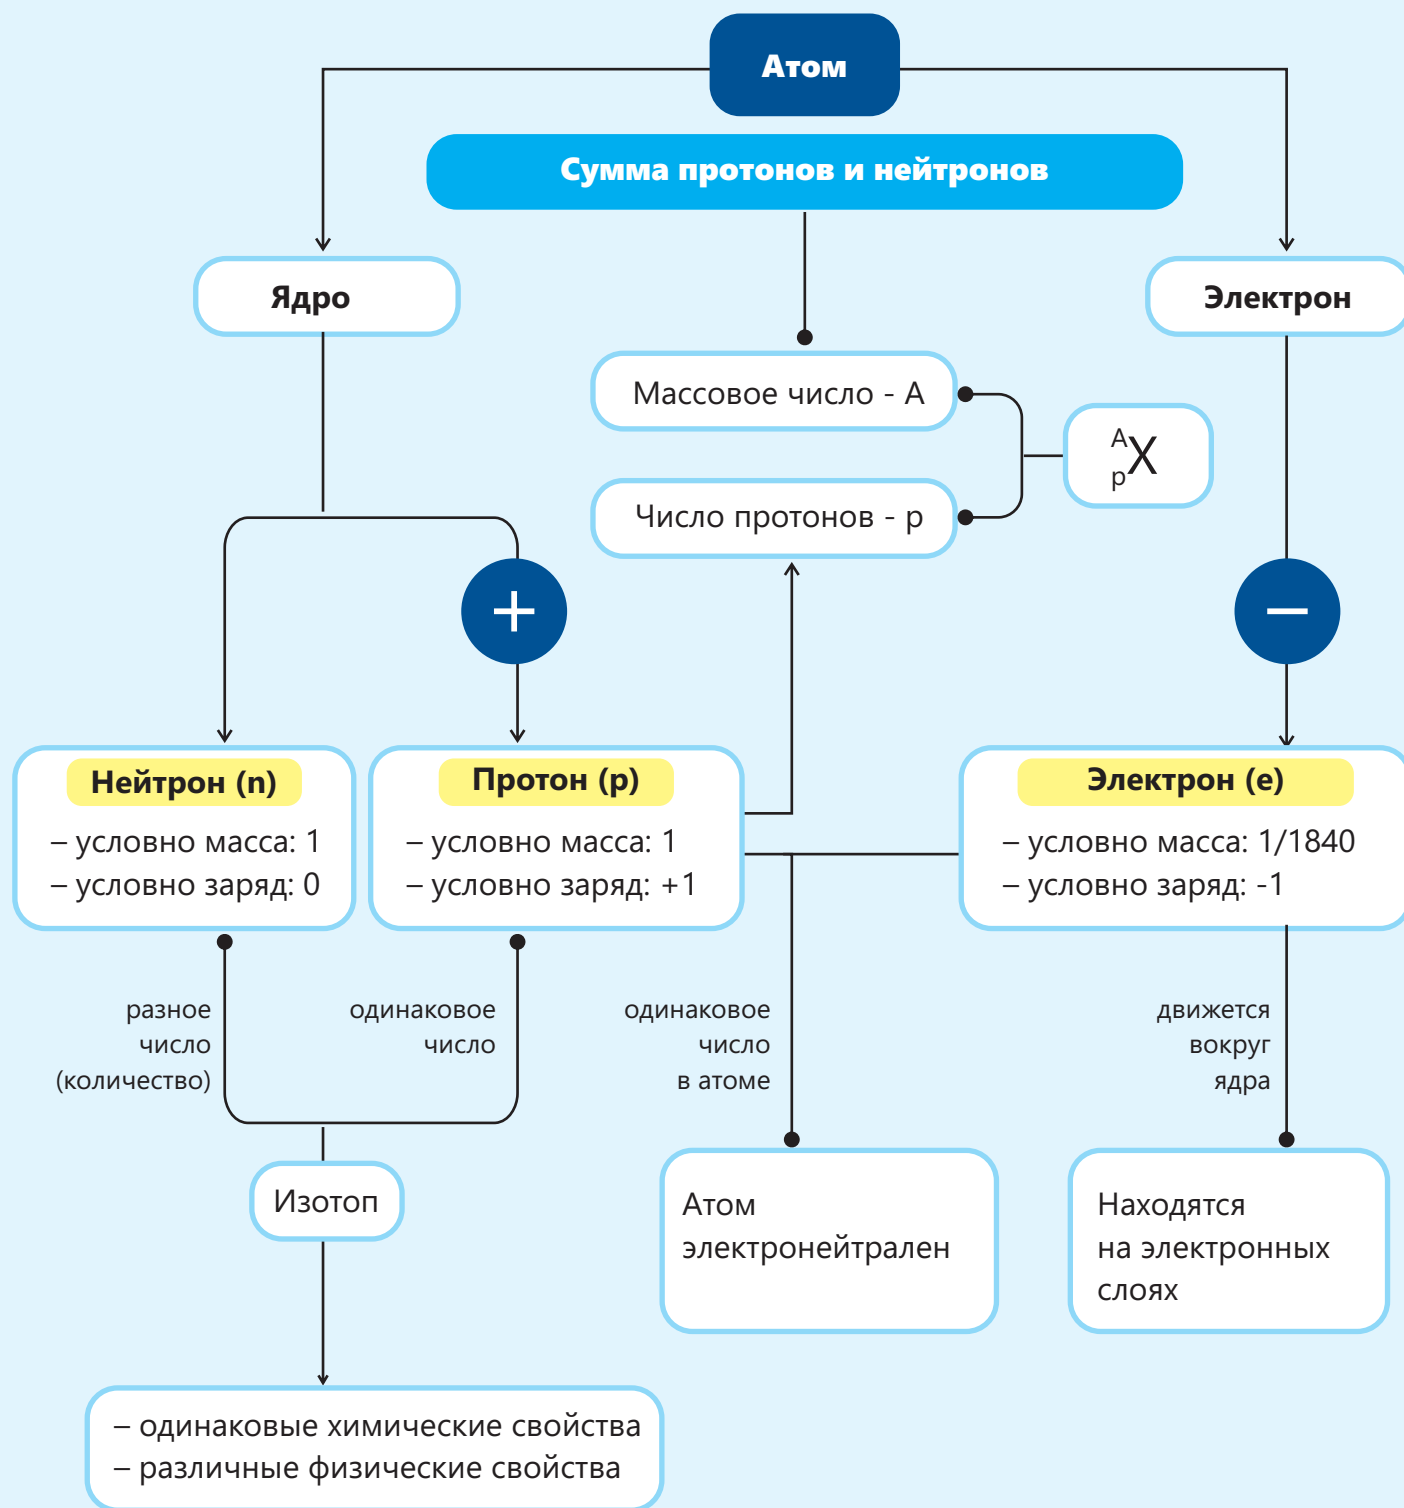 Атом
Сумма протонов и нейтронов
Ядро
Электрон
Массовое число - А
A
pX
Число протонов - р
+
−
Нейтрон (n)
– условно масса: 1
– условно заряд: 0
Протон (р)
– условно масса: 1
– условно заряд: +1
Электрон (е)
– условно масса: 1/1840
– условно заряд: -1
разное
число
(количество)
одинаковое
число
одинаковое
число
в атоме
движется
вокруг
ядра
Изотоп
Атом
электронейтрален
Находятся
на электронных
слоях
– одинаковые химические свойства
– различные физические свойства